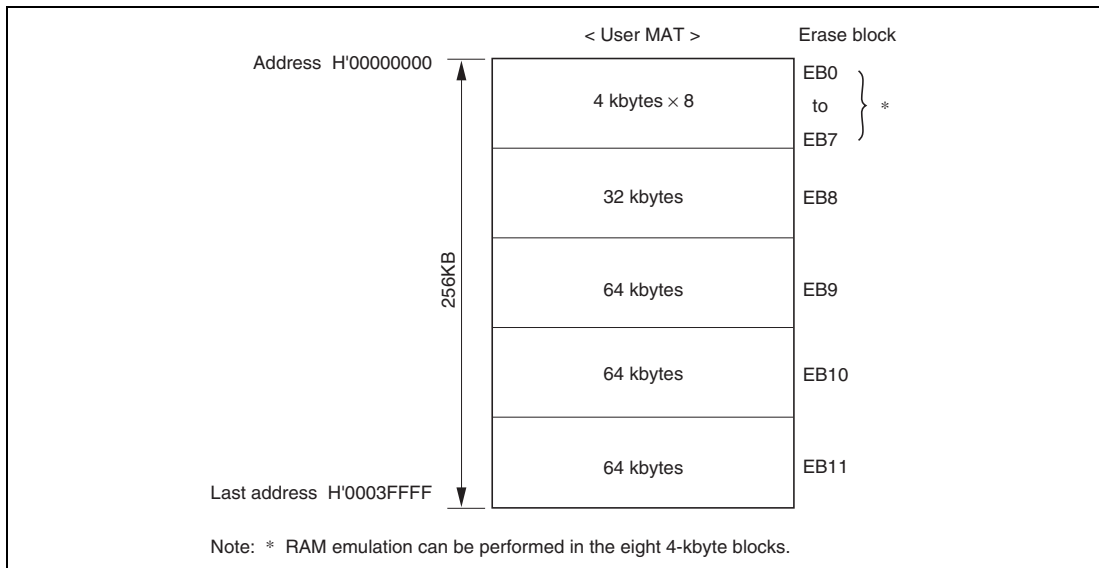 < User MAT > Erase block
Address H'00000000
EB0
4 kbytes × 8
to
*
EB7
32 kbytes
EB8
256KB
64 kbytes
EB9
64 kbytes
EB10
64 kbytes
EB11
Last address H'0003FFFF
Note: * RAM emulation can be performed in the eight 4-kbyte blocks.